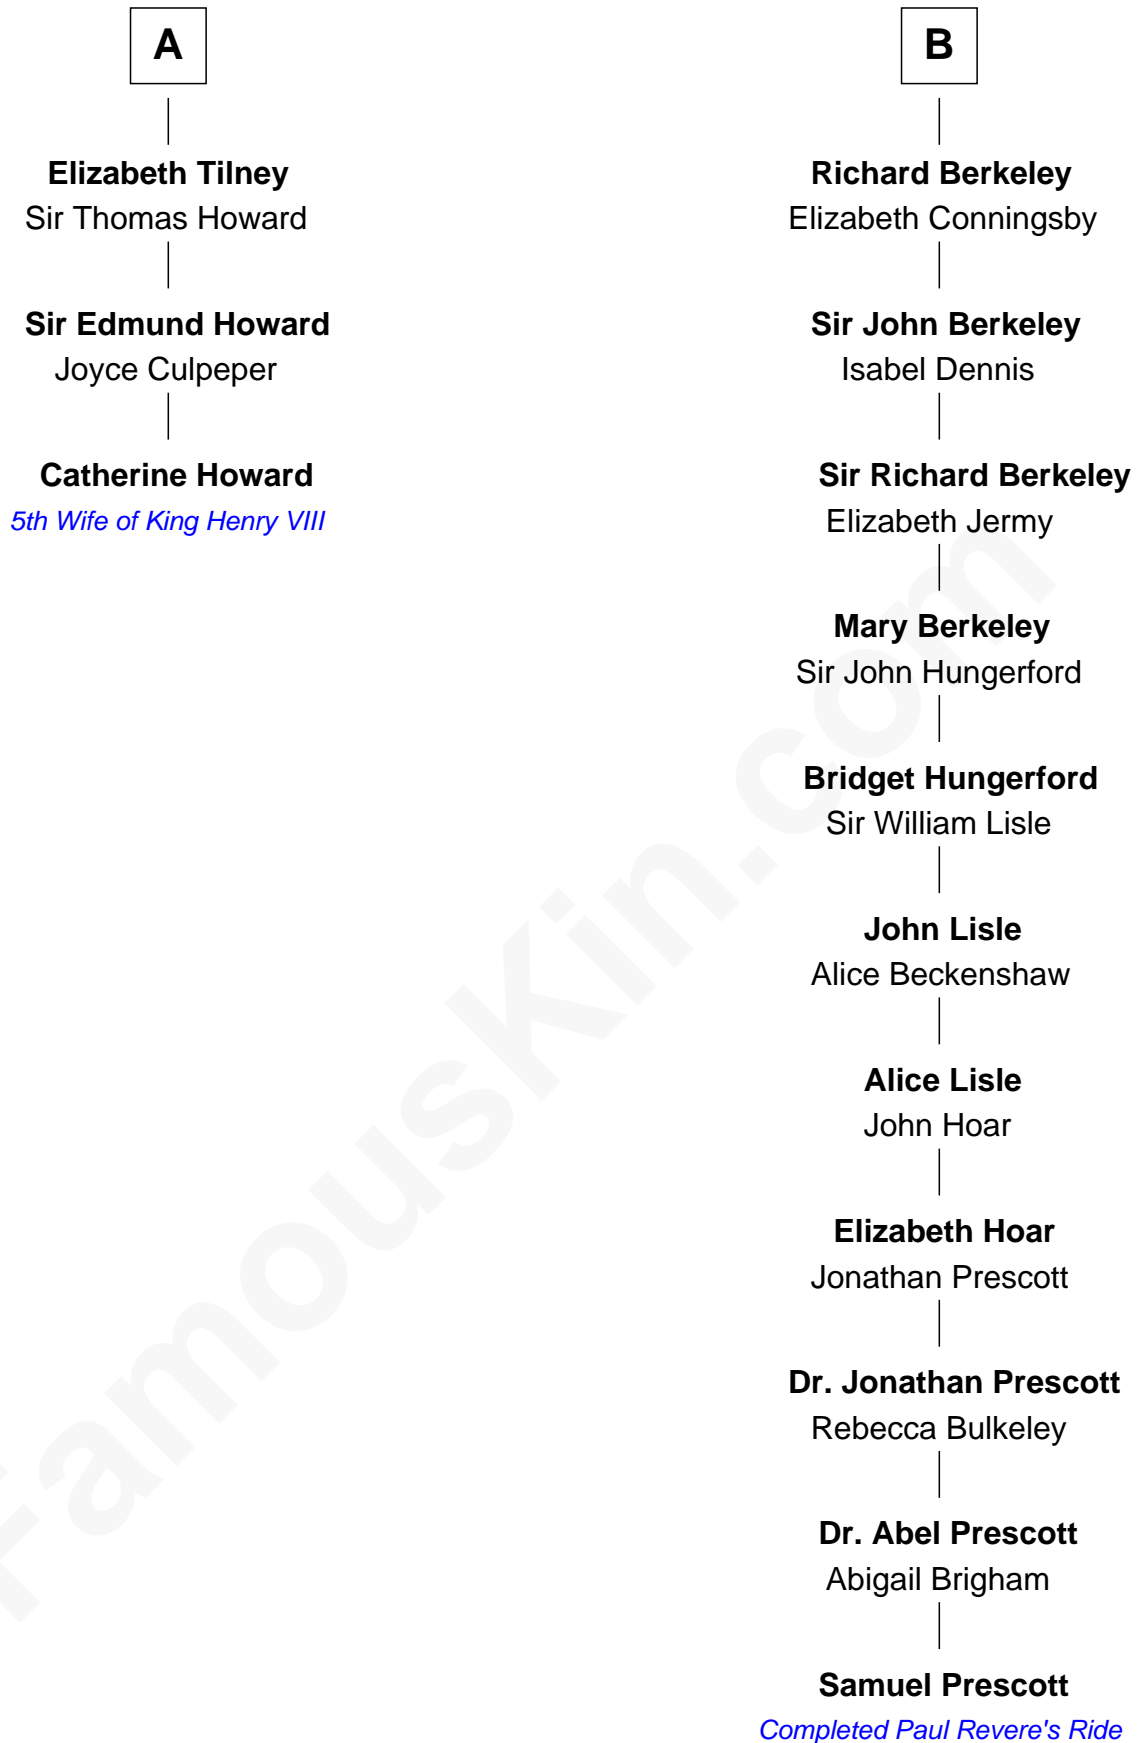 A
Elizabeth Tilney
Sir Thomas Howard
Sir Edmund Howard
Joyce Culpeper
Catherine Howard
5th Wife of King Henry VIII
B
Richard Berkeley
Elizabeth Conningsby
Sir John Berkeley
Isabel Dennis
Sir Richard Berkeley
Elizabeth Jermy
Mary Berkeley
Sir John Hungerford
Bridget Hungerford
Sir William Lisle
John Lisle
Alice Beckenshaw
Alice Lisle
John Hoar
Elizabeth Hoar
Jonathan Prescott
Dr. Jonathan Prescott
Rebecca Bulkeley
Dr. Abel Prescott
Abigail Brigham
Samuel Prescott
Completed Paul Revere's Ride
FamousKin.com